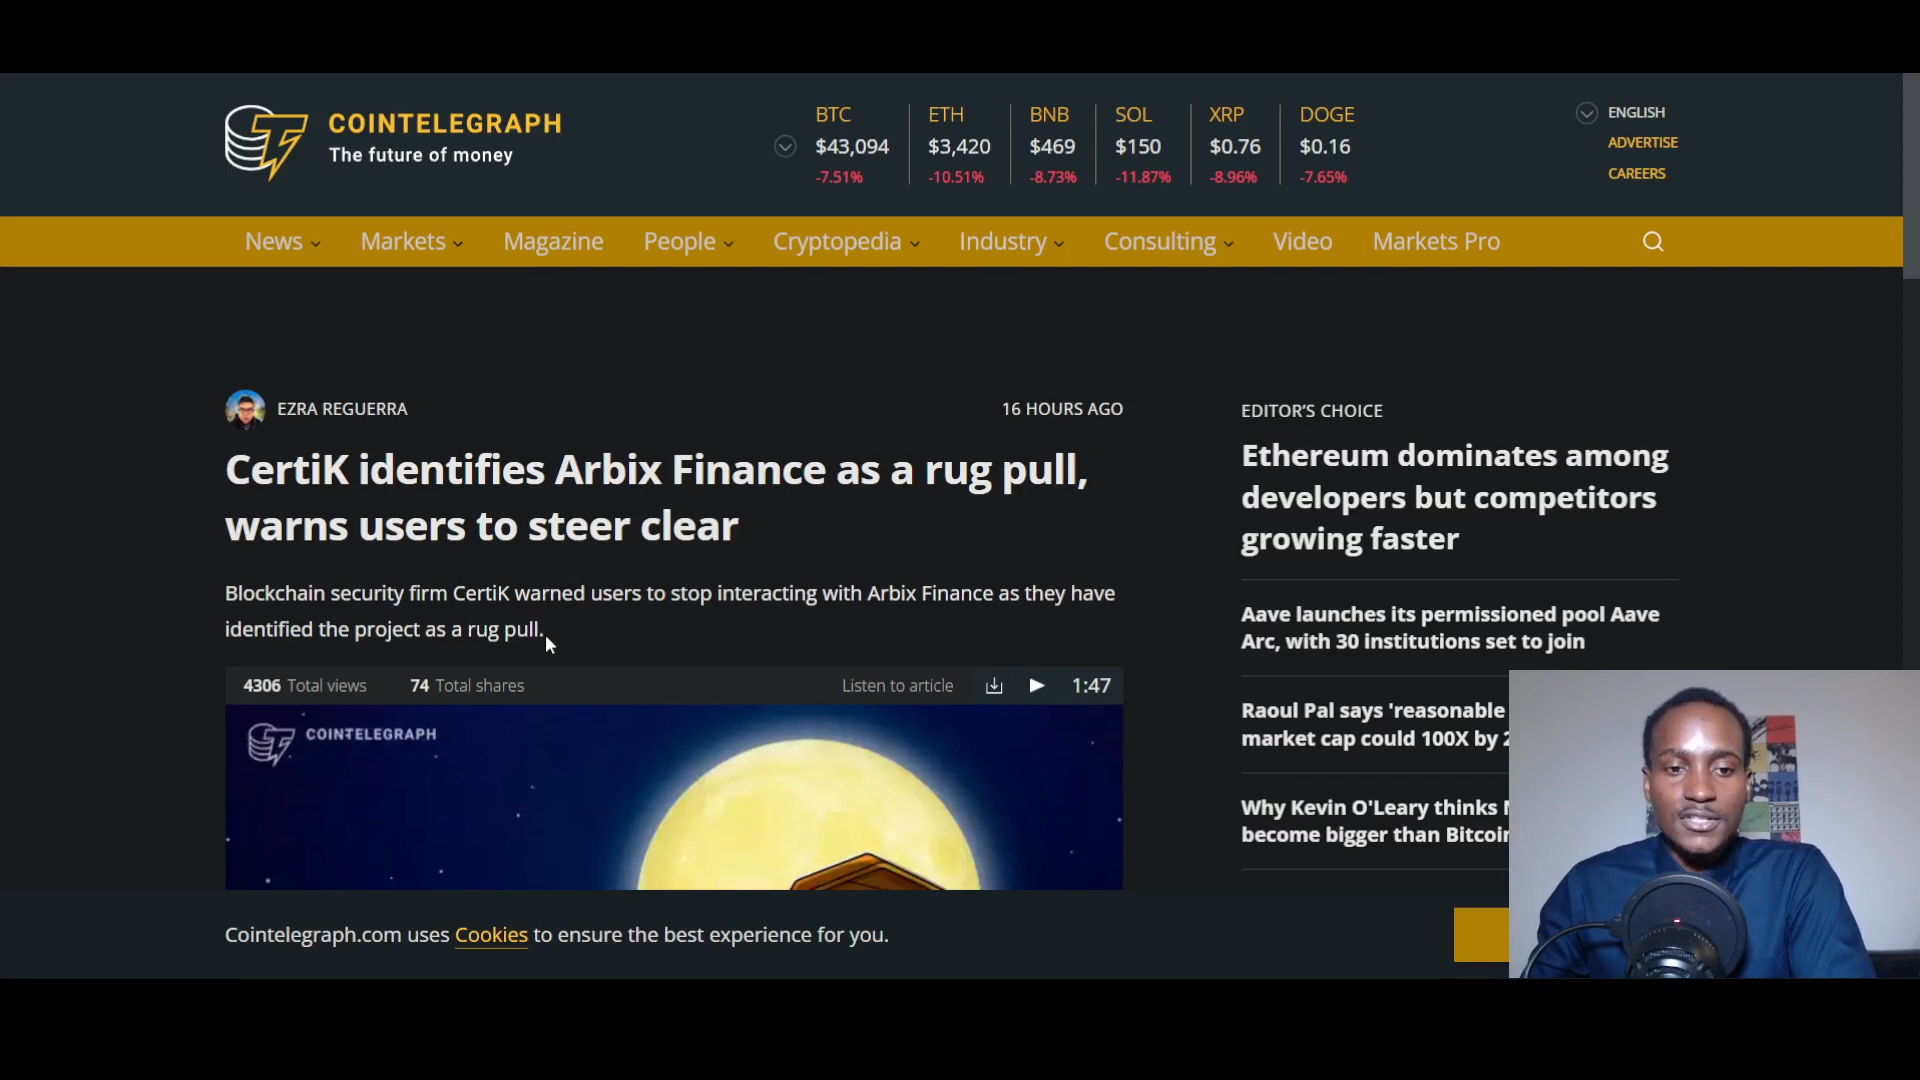 COINTELEGRAPH
The future of money
BTC ETH BNB SOL XRP DOGE
$43,094 $3,420 $469 $150 $0.76 $0.16
-7.51% -10.51% -8.73% -11.87% -8.96% -7.65%
ENGLISH
ADVERTISE
CAREERS
News Markets Magazine People Cryptopedia Industry Consulting Video Markets Pro
EZRA REGUERRA
16 HOURS AGO
CertiK identifies Arbix Finance as a rug pull,
warns users to steer clear
Blockchain security firm CertiK warned users to stop interacting with Arbix Finance as they have
identified the project as a rug pull.
4306 Total views 74 Total shares Listen to article 1:47
COINTELEGRAPH
EDITOR'S CHOICE
Ethereum dominates among
developers but competitors
growing faster
Aave launches its permissioned pool Aave
Arc, with 30 institutions set to join
Raoul Pal says 'reasonable
market cap could 100X by
Why Kevin O'Leary thinks
become bigger than Bitcoin
Cointelegraph.com uses Cookies to ensure the best experience for you.